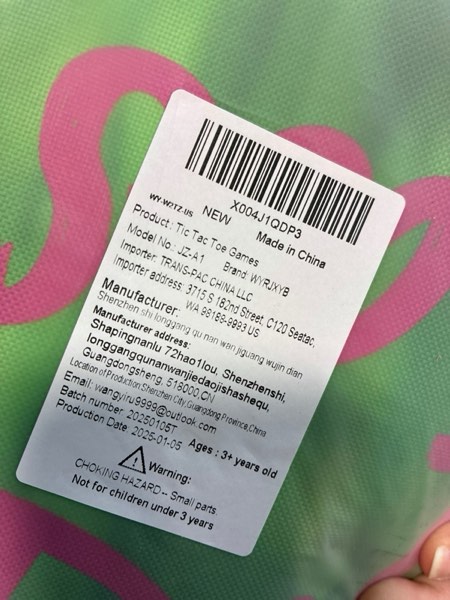 X004J1QDP3
WY-W2TZ.US NEW Made in China
Product: Tic Tac Toe Games
Model No.: JZ-A1 Brand: WYRJXYB
Importer: TRANS-PAC CHINA LLC
Importer address: 3715 S 182nd Street, C120 Seatac,
WA 98188-9993 US
Manufacturer:
Shenzhen shi longgang qu nan wan jiguang wujin dian
Manufacturer address:
Shapingnanlu 72hao1lou, Shenzhenshi,
longgangqunanwanjiedaojishashequ,
Guangdongsheng, 518000,CN
Location of Production:Shenzhen City,Guangdong Province,China
Email: wangyiru9999@outlook.com
Batch number: 20250105T
Production Date: 2025-01-05 Ages : 3+ years old
Warning:
CHOKING HAZARD -- Small parts.
Not for children under 3 years